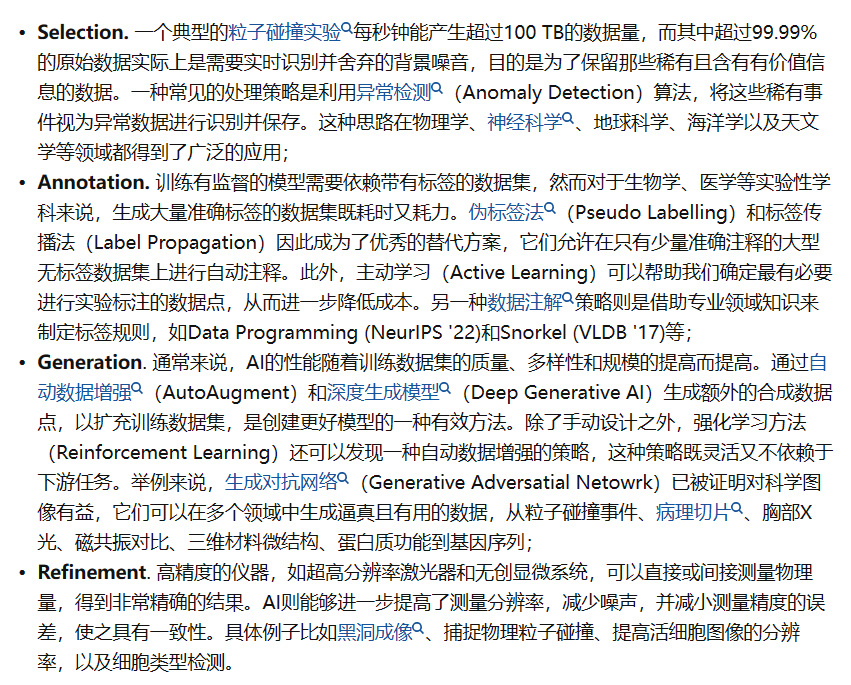 • Selection. 一个典型的粒子碰撞实验每秒钟能产生超过100 TB的数据量，而其中超过99.99%
的原始数据实际上是需要实时识别并舍弃的背景噪音，目的是为了保留那些稀有且含有有价值信
息的数据。一种常见的处理策略是利用异常检测（Anomaly Detection）算法，将这些稀有事
件视为异常数据进行识别并保存。这种思路在物理学、神经科学、地球科学、海洋学以及天文
学等领域都得到了广泛的应用；
• Annotation. 训练有监督的模型需要依赖带有标签的数据集，然而对于生物学、医学等实验性学
科来说，生成大量准确标签的数据集既耗时又耗力。伪标签法（Pseudo Labelling）和标签传
播法（Label Propagation）因此成为了优秀的替代方案，它们允许在只有少量准确注释的大型
无标签数据集上进行自动注释。此外，主动学习（Active Learning）可以帮助我们确定最有必要
进行实验标注的数据点，从而进一步降低成本。另一种数据注解策略则是借助专业领域知识来
制定标签规则，如Data Programming (NeurIPS '22)和Snorkel (VLDB '17)等；
• Generation. 通常来说，AI的性能随着训练数据集的质量、多样性和规模的提高而提高。通过自
动数据增强（AutoAugment）和深度生成模型（Deep Generative AI）生成额外的合成数据
点，以扩充训练数据集，是创建更好模型的一种有效方法。除了手动设计之外，强化学习方法
（Reinforcement Learning）还可以发现一种自动数据增强的策略，这种策略既灵活又不依赖于
下游任务。举例来说，生成对抗网络（Generative Adversatial Netowrk）已被证明对科学图
像有益，它们可以在多个领域中生成逼真且有用的数据，从粒子碰撞事件、病理切片、胸部X
光、磁共振对比、三维材料微结构、蛋白质功能到基因序列；
• Refinement. 高精度的仪器，如超高分辨率激光器和无创显微系统，可以直接或间接测量物理
量，得到非常精确的结果。AI则能够进一步提高了测量分辨率，减少噪声，并减小测量精度的误
差，使之具有一致性。具体例子比如黑洞成像、捕捉物理粒子碰撞、提高活细胞图像的分辨
率，以及细胞类型检测。